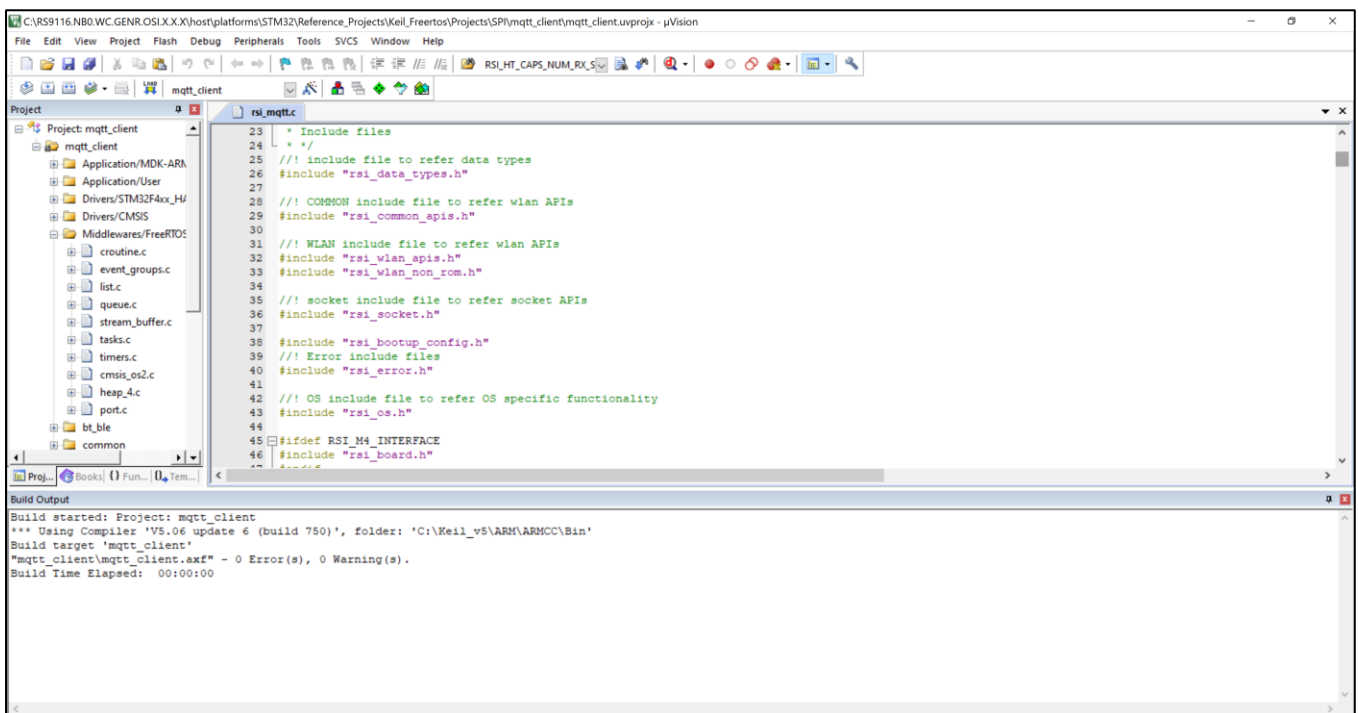 C:\RS9116.NB0.WC.GENR.OSI.X.X.X\host\platforms\STM32\Reference_Projects\Keil_Freertos\Projects\SPI\mqtt_client\mqtt_client.uvprojx - µVision
File Edit View Project Flash Debug Peripherals Tools SVCS Window Help
RSI_HT_CAPS_NUM_RX_S
LOAD mqtt_client
Project
rsi_mqtt.c
Project: mqtt_client
mqtt_client
Application/MDK-ARM
Application/User
Drivers/STM32F4xx_HA
Drivers/CMSIS
Middlewares/FreeRTOS
croutine.c
event_groups.c
list.c
queue.c
stream_buffer.c
tasks.c
timers.c
cmsis_os2.c
heap_4.c
port.c
bt_ble
common
Proj... Books {} Fun... 0 Tem...
23 * Include files
24 * */
25 //! include file to refer data types
26 #include "rsi_data_types.h"
27
28 //! COMMON include file to refer wlan APIs
29 #include "rsi_common_apis.h"
30
31 //! WLAN include file to refer wlan APIs
32 #include "rsi_wlan_apis.h"
33 #include "rsi_wlan_non_rom.h"
34
35 //! socket include file to refer socket APIs
36 #include "rsi_socket.h"
37
38 #include "rsi_bootup_config.h"
39 //! Error include files
40 #include "rsi_error.h"
41
42 //! OS include file to refer OS specific functionality
43 #include "rsi_os.h"
44
45 #ifdef RSI_M4_INTERFACE
46 #include "rsi_board.h"
47 #endif
Build Output
Build started: Project: mqtt_client
*** Using Compiler 'V5.06 update 6 (build 750)', folder: 'C:\Keil_v5\ARM\ARMCC\Bin'
Build target 'mqtt_client'
"mqtt_client\mqtt_client.axf" - 0 Error(s), 0 Warning(s).
Build Time Elapsed: 00:00:00